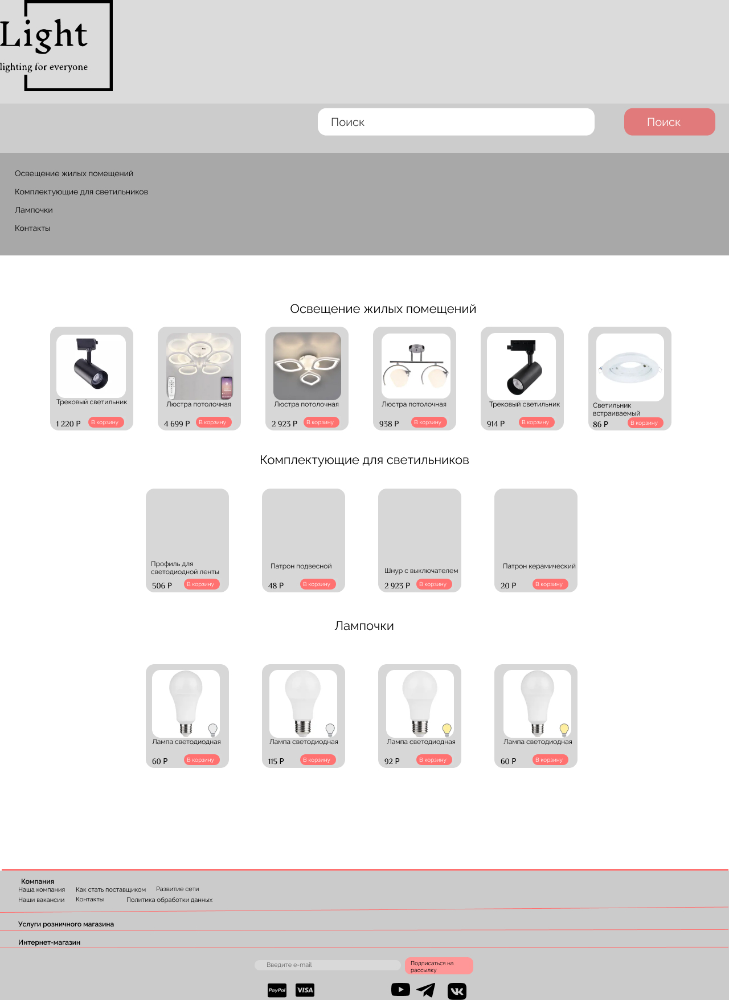 Light
lighting for everyone
Поиск
Поиск
Освещение жилых помещений
Комплектующие для светильников
Лампочки
Контакты
Освещение жилых помещений
Трековый светильник
1 220 Р
В корзину
Люстра потолочная
4 699 Р
В корзину
Люстра потолочная
2 923 Р
В корзину
Люстра потолочная
938 Р
В корзину
Трековый светильник
914 Р
В корзину
Светильник
встраиваемый
86 Р
В корзину
Комплектующие для светильников
Профиль для
светодиодной ленты
506 Р
В корзину
Патрон подвесной
48 Р
В корзину
Шнур с выключателем
2 923 Р
В корзину
Патрон керамический
20 Р
В корзину
Лампочки
Лампа светодиодная
60 Р
В корзину
Лампа светодиодная
115 Р
В корзину
Лампа светодиодная
92 Р
В корзину
Лампа светодиодная
60 Р
В корзину
Компания
Наша компания
Как стать поставщиком
Развитие сети
Наши вакансии
Контакты
Политика обработки данных
Услуги розничного магазина
Интернет-магазин
Введите e-mail
Подписаться на
рассылку
PayPal
VISA